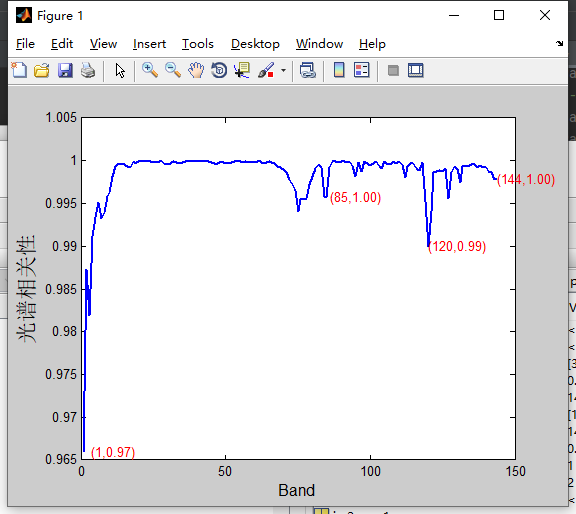 Figure 1
File Edit View Insert Tools Desktop Window Help
1.005
1
0.995
0.99
0.985
0.98
0.975
0.97
0.965
光谱相关性
(85,1.00)
(144,1.00)
(120,0.99)
(1,0.97)
0 50 100 150
Band